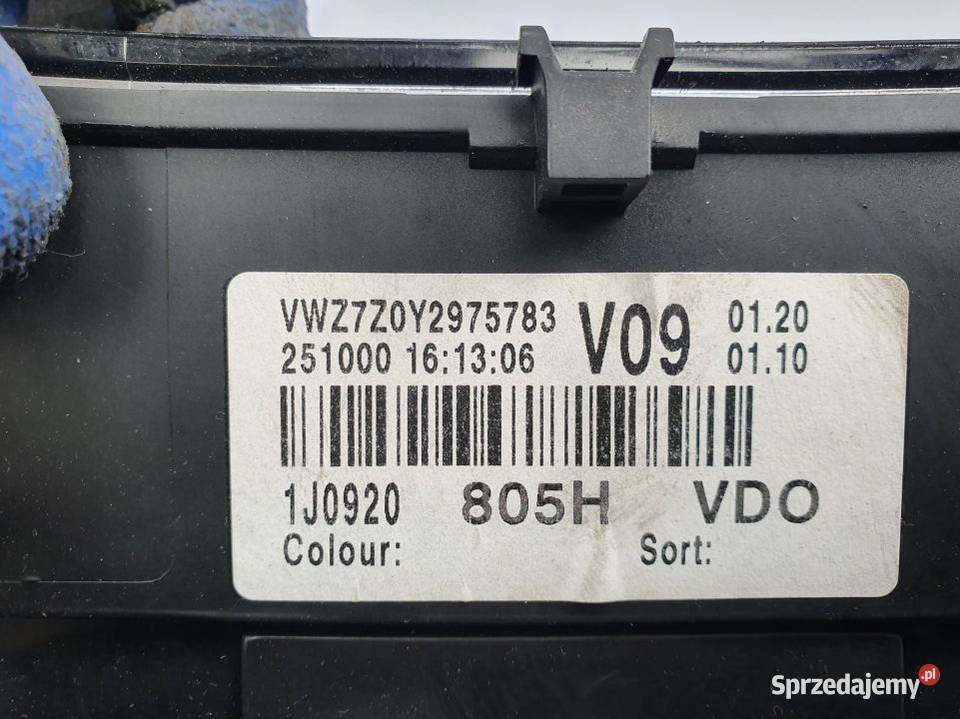 VWZ7Z0Y2975783
251000 16:13:06
V09
01.20
01.10
1J0920 805H VDO
Colour: Sort:
Sprzedajemy.pl